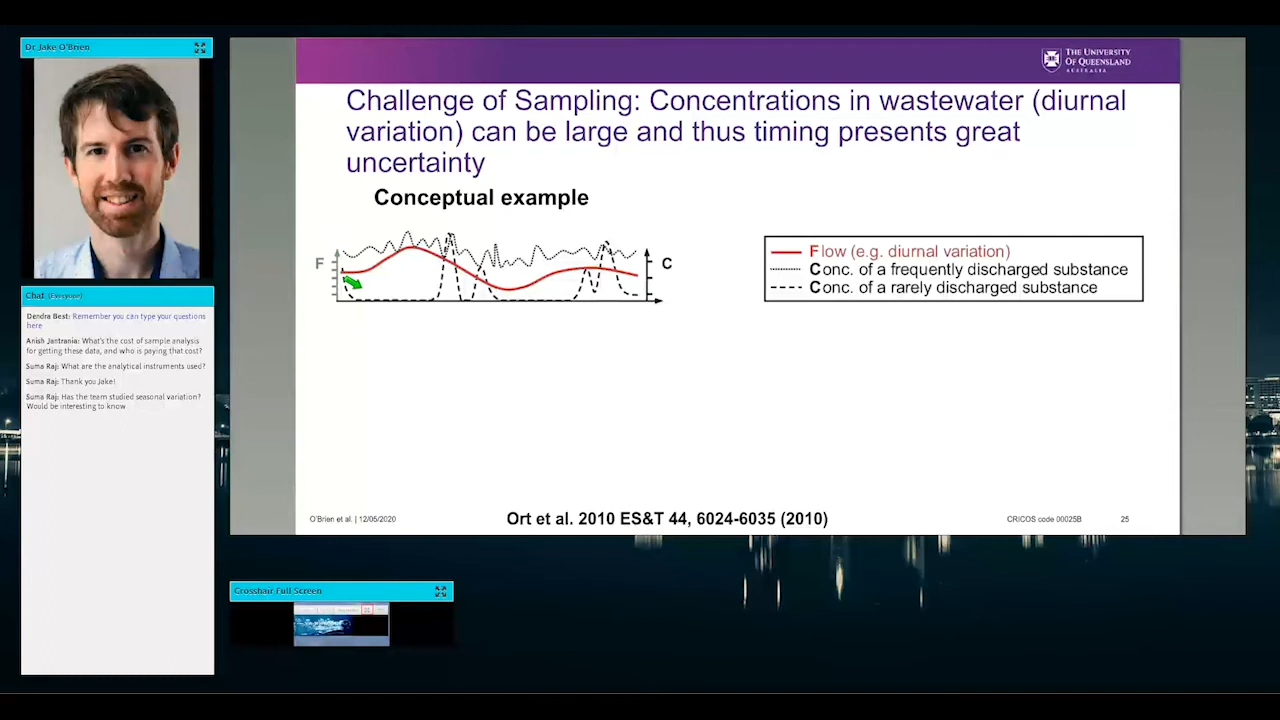 Dr Jake O'Brien
THE UNIVERSITY
OF QUEENSLAND
AUSTRALIA
Challenge of Sampling: Concentrations in wastewater (diurnal
variation) can be large and thus timing presents great
uncertainty
Conceptual example
F
C
Flow (e.g. diurnal variation)
Conc. of a frequently discharged substance
Conc. of a rarely discharged substance
O'Brien et al. | 12/05/2020
Ort et al. 2010 ES&T 44, 6024-6035 (2010)
CRICOS code 00025B
25
Chat (Everyone)
Dendra Best: Remember you can type your questions
here
Anish Jantrania: What's the cost of sample analysis
for getting these data, and who is paying that cost?
Suma Raj: What are the analytical instruments used?
Suma Raj: Thank you Jake!
Suma Raj: Has the team studied seasonal variation?
Would be interesting to know
Crosshair Full Screen